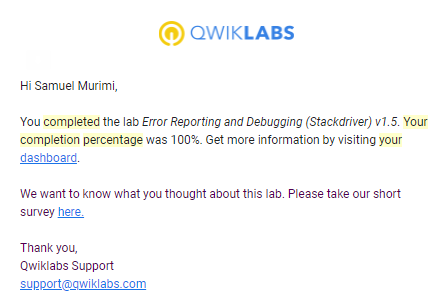 QWIKLABS
Hi Samuel Murimi,
You completed the lab Error Reporting and Debugging (Stackdriver) v1.5. Your
completion percentage was 100%. Get more information by visiting your
dashboard.
We want to know what you thought about this lab. Please take our short
survey here.
Thank you,
Qwiklabs Support
support@qwiklabs.com